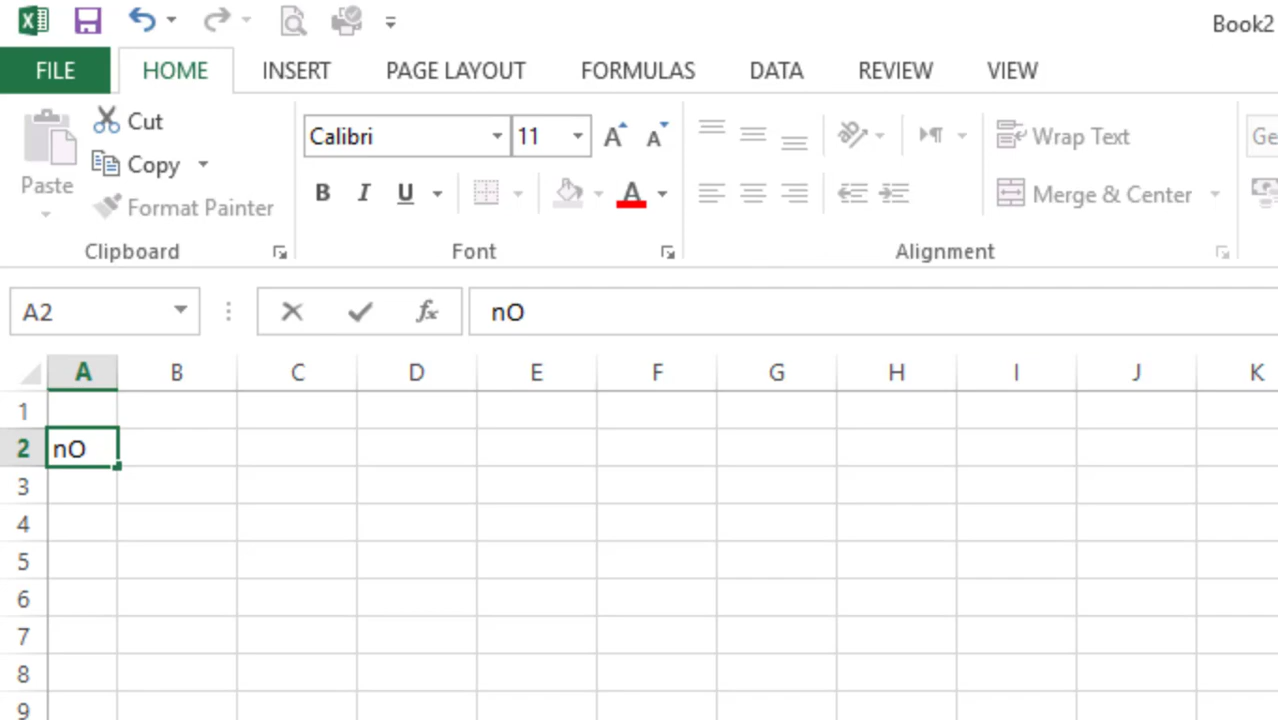 Book2
FILE HOME INSERT PAGE LAYOUT FORMULAS DATA REVIEW VIEW
Cut
Copy
Paste
Format Painter
Clipboard
Calibri 11
B I U A
Font
Wrap Text
Merge & Center
Alignment
Ge
A2 fx nO
A B C D E F G H I J K
1
2 nO
3
4
5
6
7
8
9